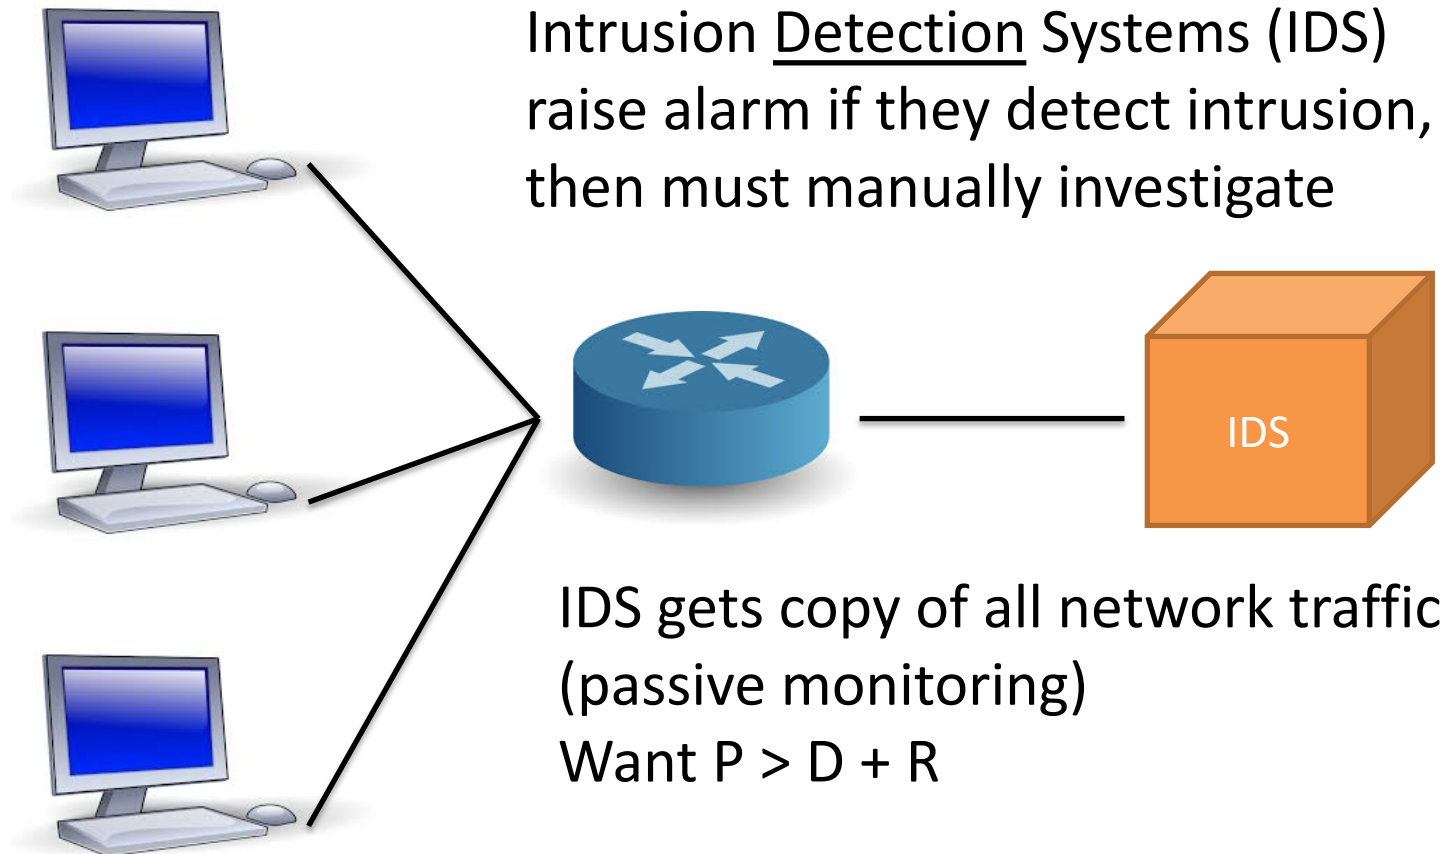 Intrusion Detection Systems (IDS)
raise alarm if they detect intrusion,
then must manually investigate
IDS
IDS gets copy of all network traffic
(passive monitoring)
Want P > D + R